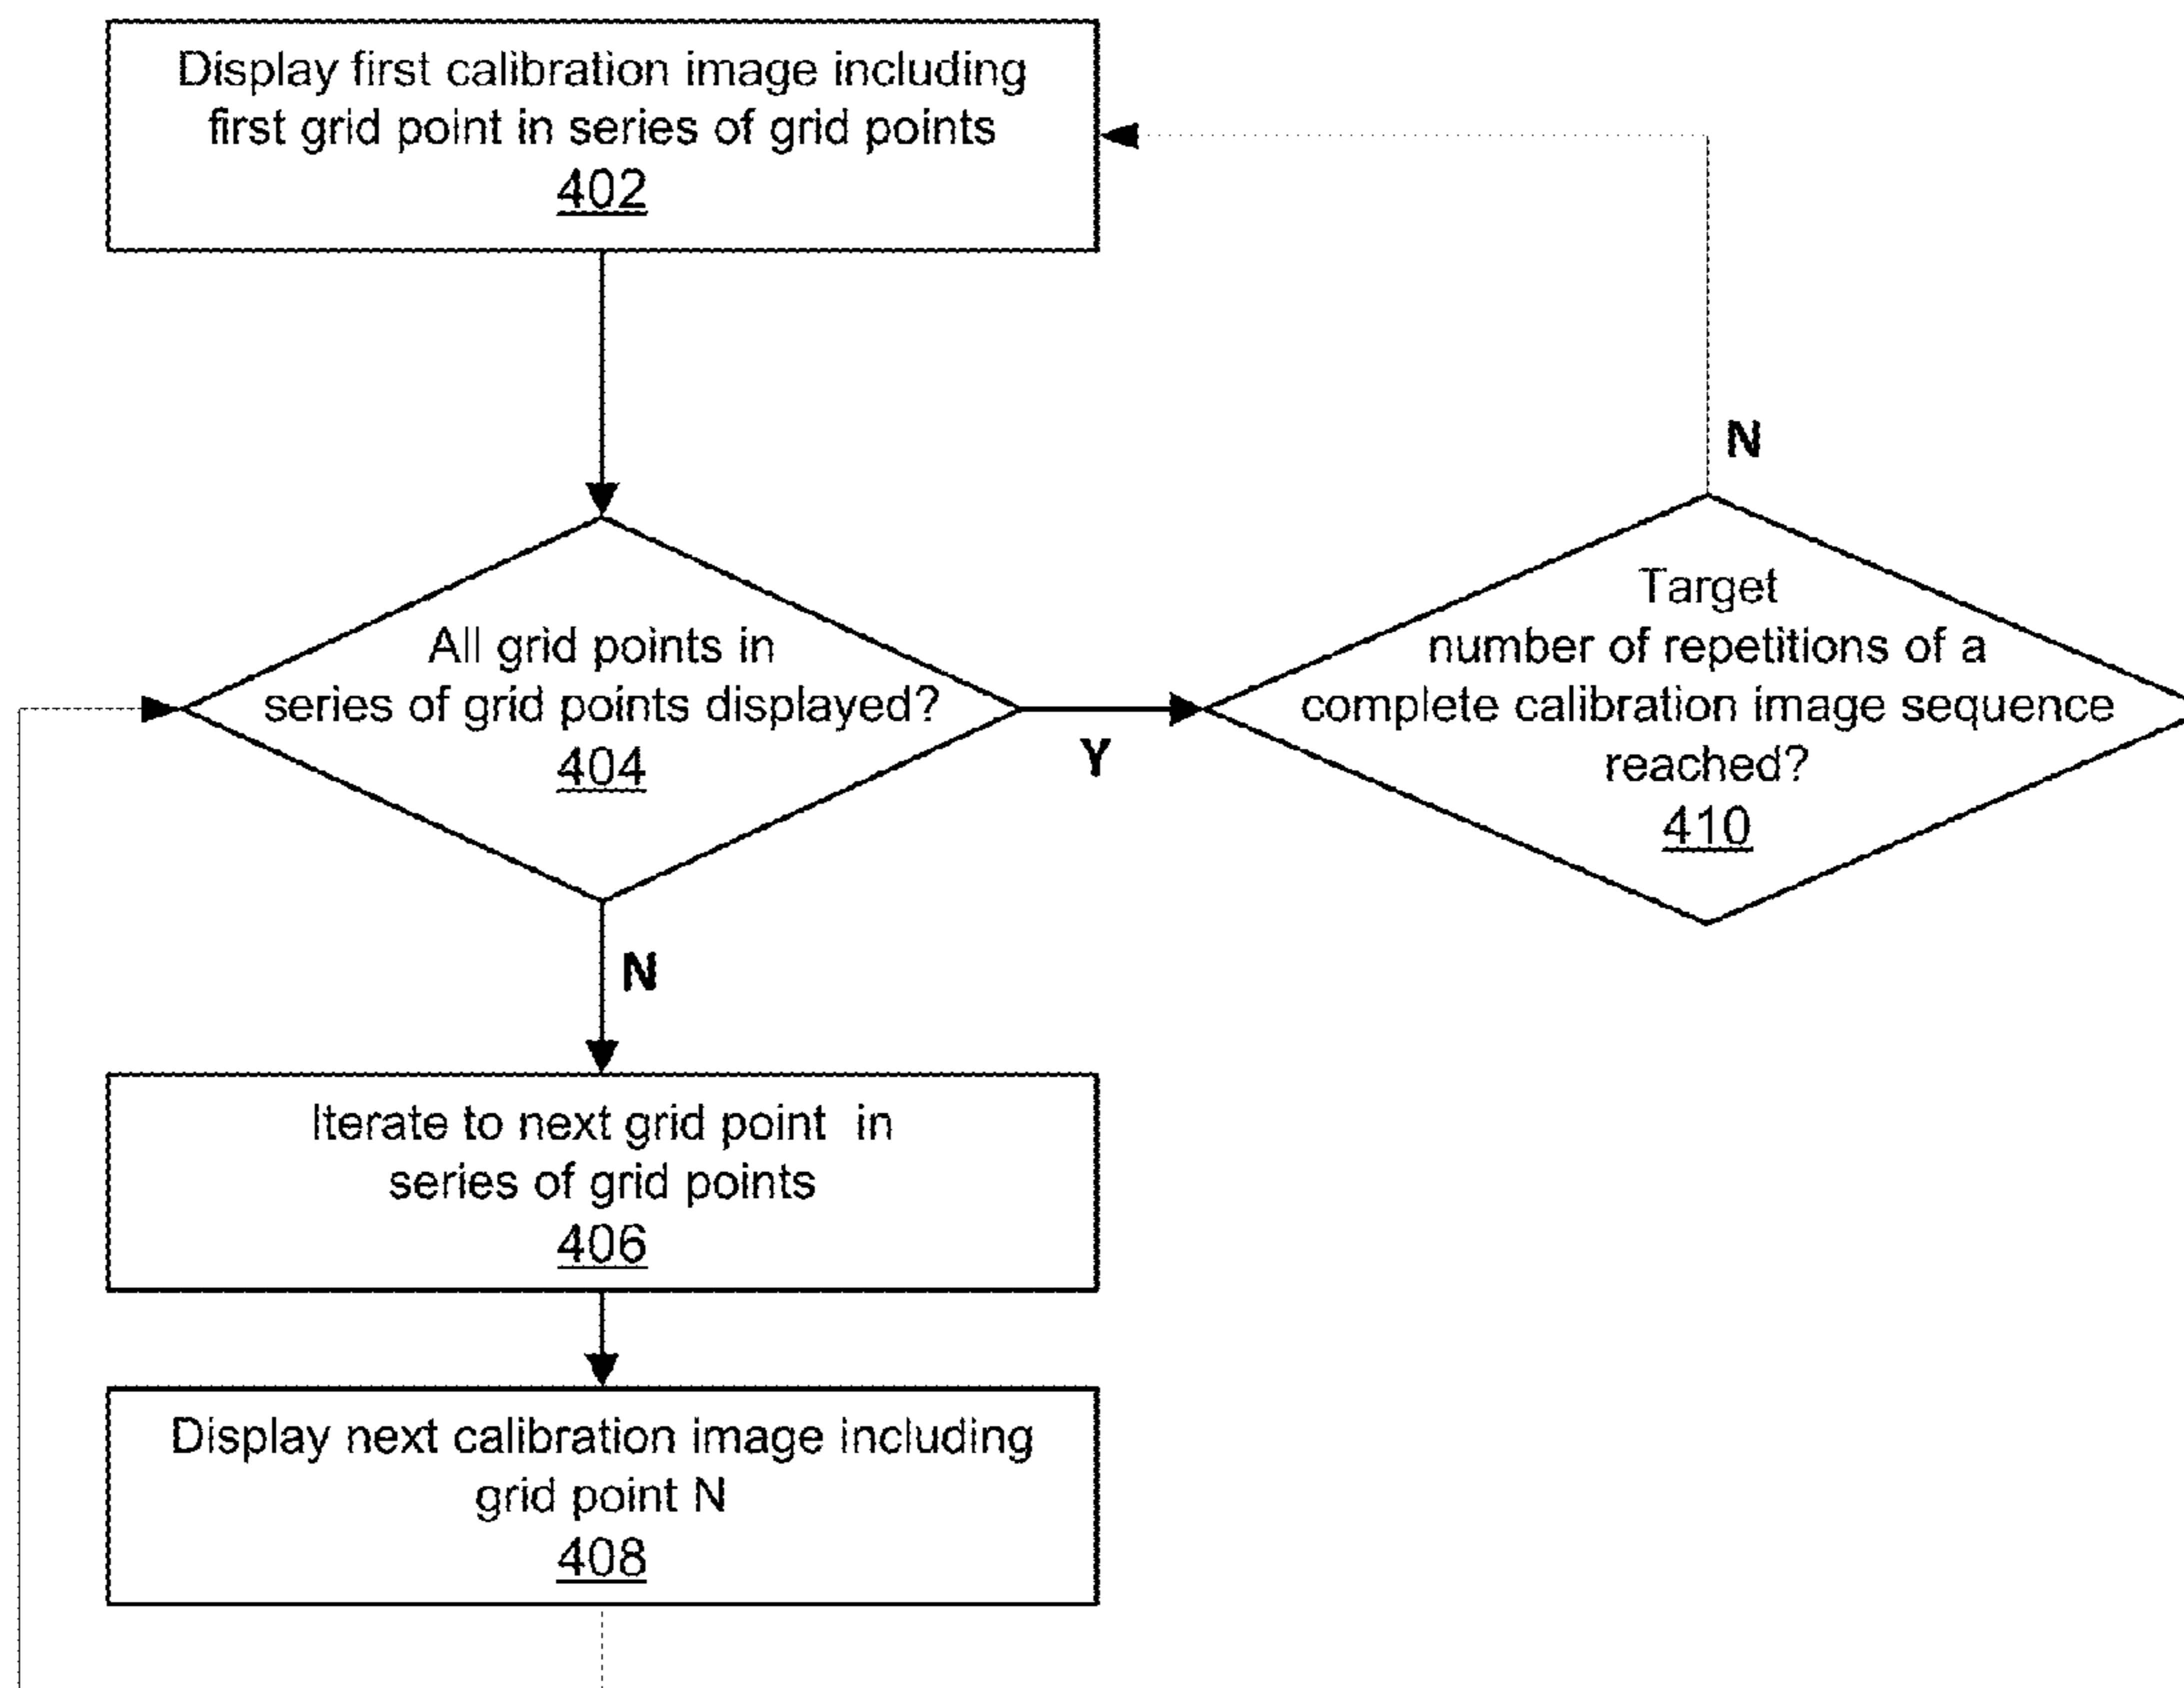 Display first calibration image including
first grid point in series of grid points
402
N
All grid points in
series of grid points displayed?
404
Y
Target
number of repetitions of a
complete calibration image sequence
reached?
410
N
Iterate to next grid point in
series of grid points
406
Display next calibration image including
grid point N
408